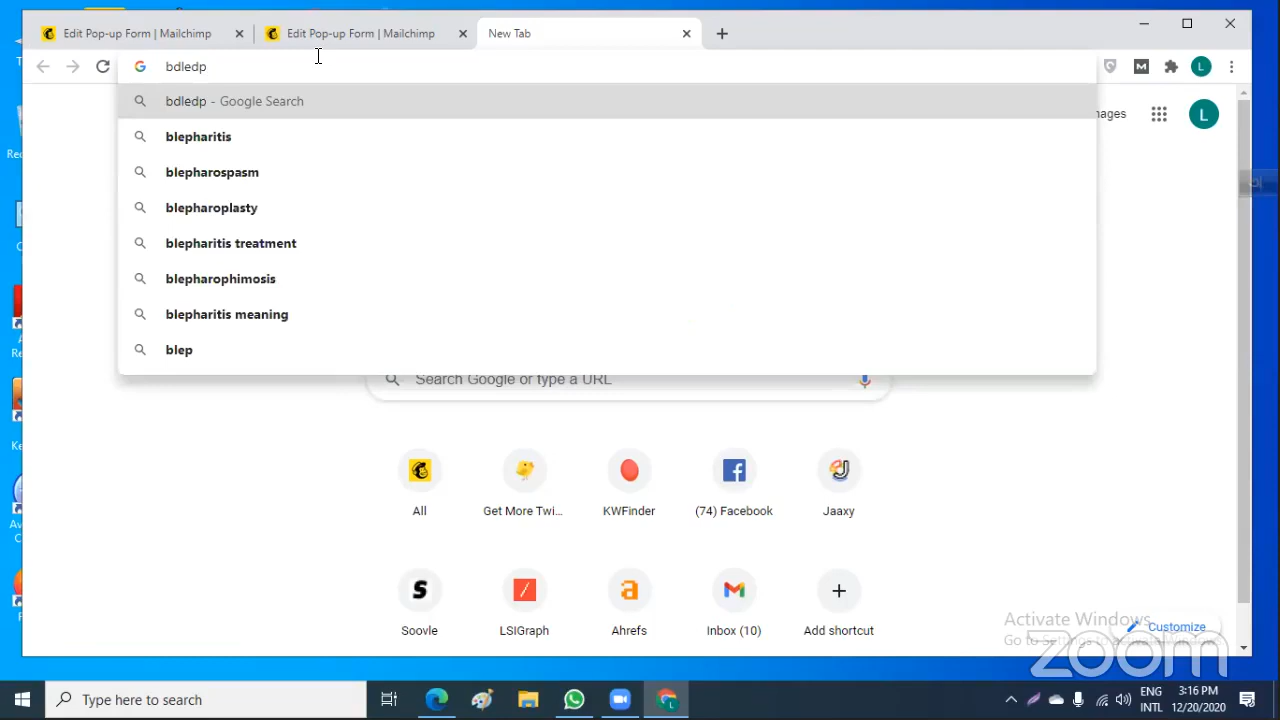 Edit Pop-up Form | Mailchimp
Edit Pop-up Form | Mailchimp
New Tab
bdledp
M
L
bdledp - Google Search
blepharitis
blepharospasm
blepharoplasty
blepharitis treatment
blepharophimosis
blepharitis meaning
blep
L
Search Google or type a URL
All
Get More Twi...
KWFinder
(74) Facebook
Jaaxy
Soovle
LSIGraph
Ahrefs
Inbox (10)
Add shortcut
Activate Windows
Customize
zoom
Type here to search
ENG
INTL
3:16 PM
12/20/2020